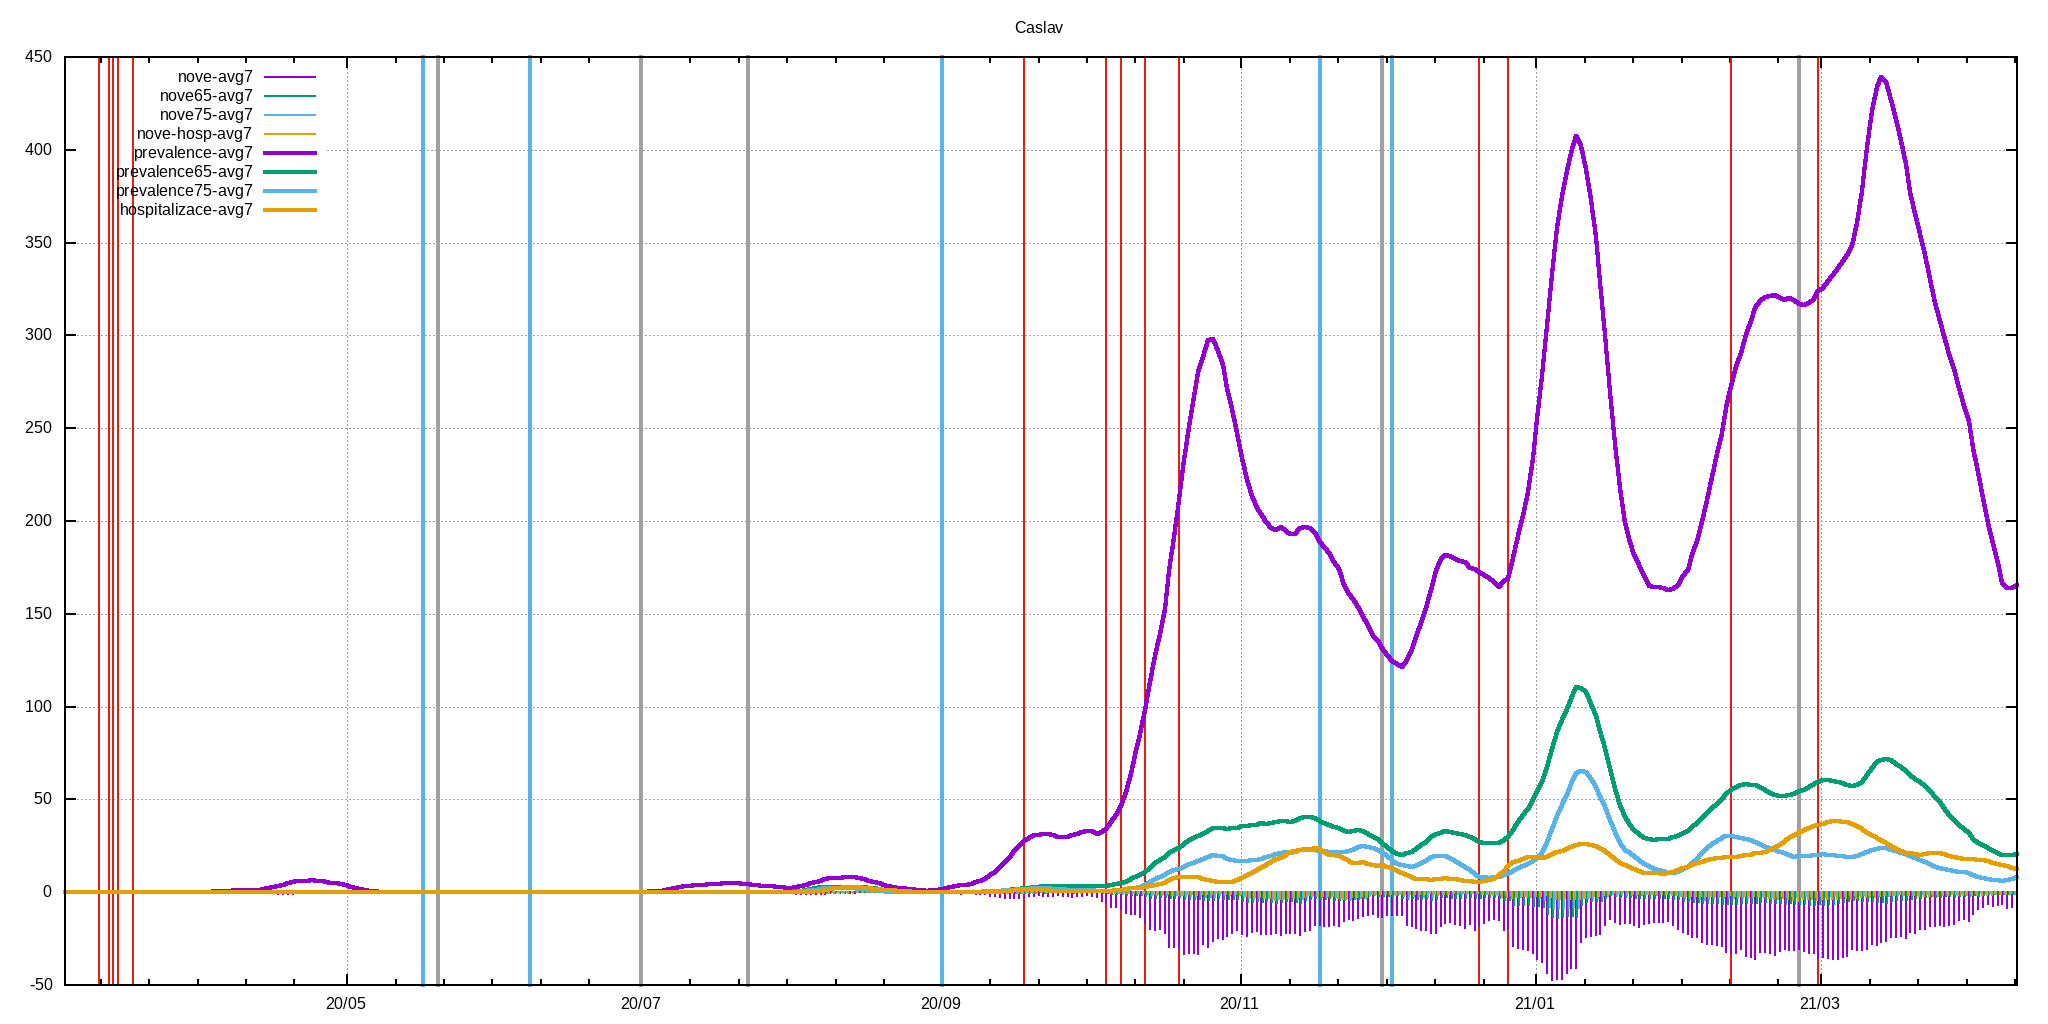 Caslav
450
400
350
300
250
200
150
100
50
0
-50
nove-avg7
nove65-avg7
nove75-avg7
nove-hosp-avg7
prevalence-avg7
prevalence65-avg7
prevalence75-avg7
hospitalizace-avg7
20/05 20/07 20/09 20/11 21/01 21/03